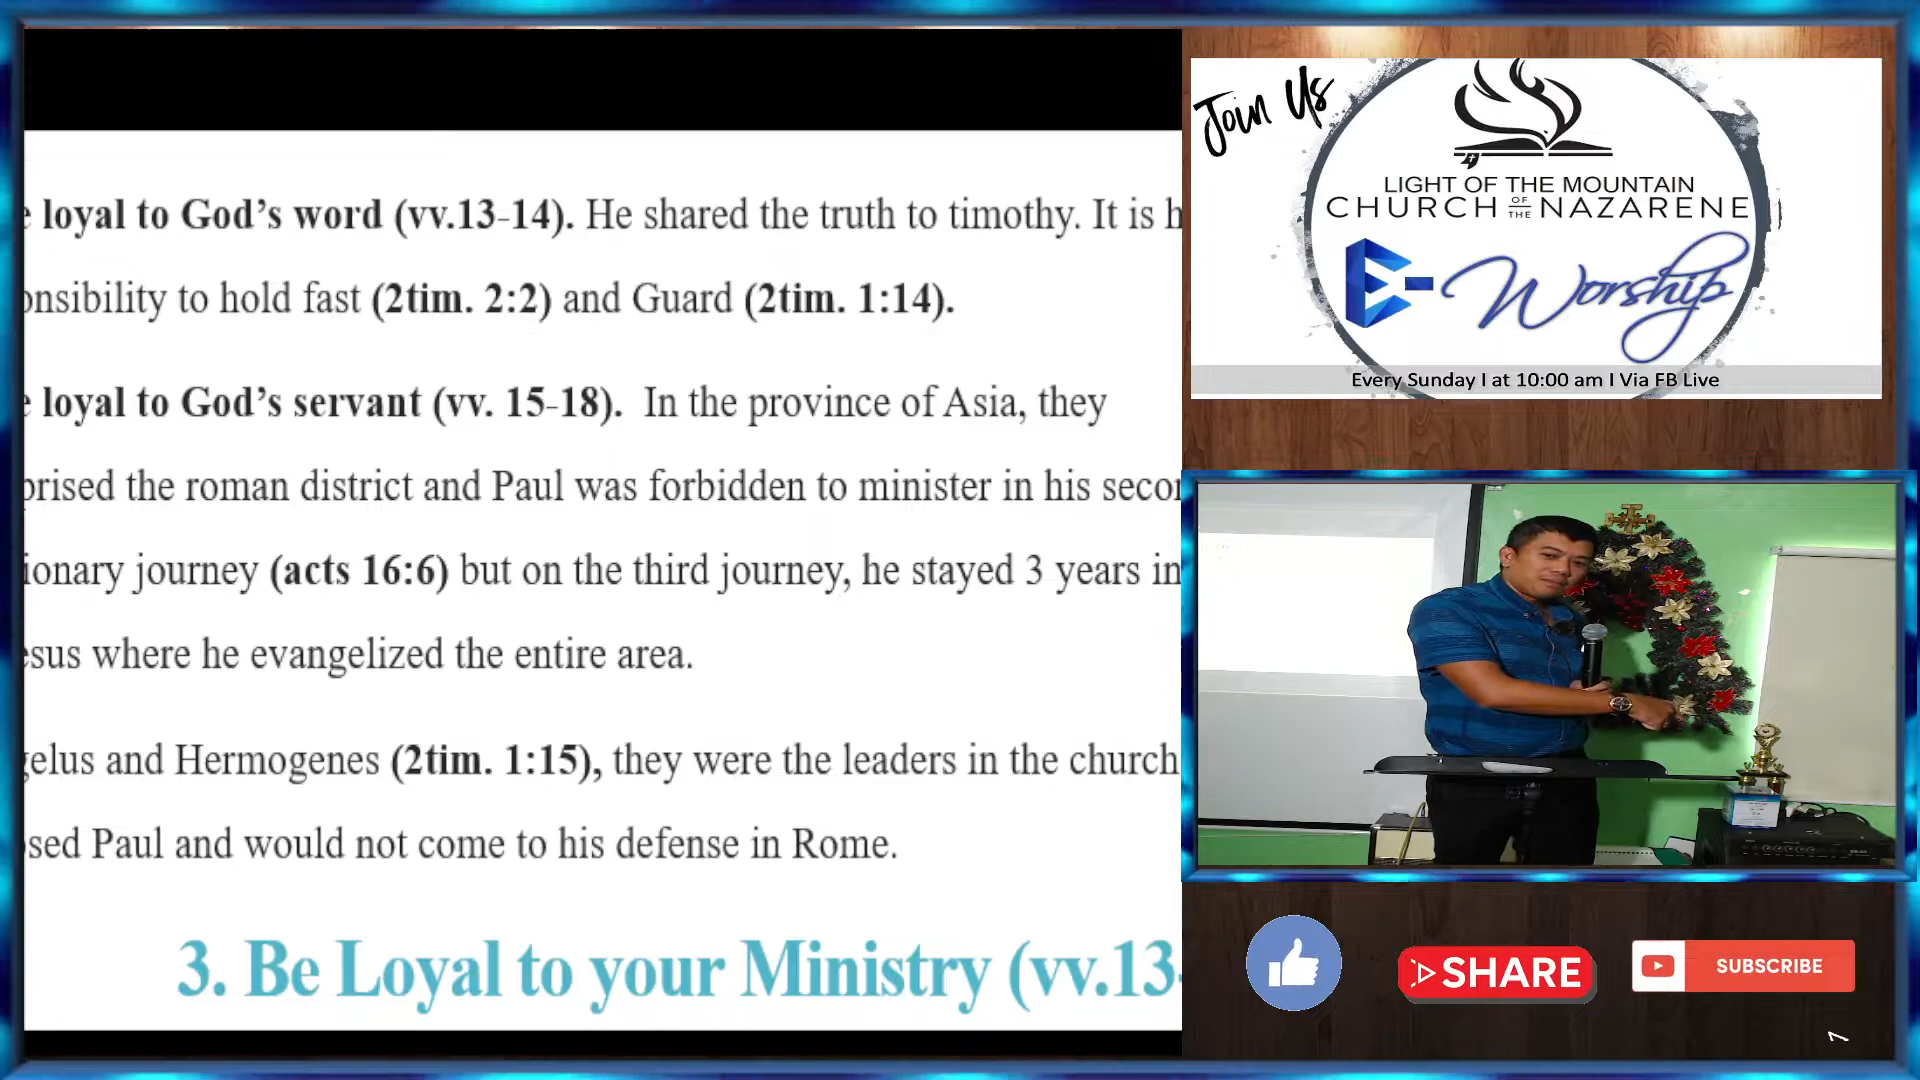 loyal to God's word (vv.13-14). He shared the truth to timothy. It is
onsibility to hold fast (2tim. 2:2) and Guard (2tim. 1:14).
loyal to God's servant (vv. 15-18). In the province of Asia, they
prised the roman district and Paul was forbidden to minister in his secon
ionary journey (acts 16:6) but on the third journey, he stayed 3 years in
esus where he evangelized the entire area.
gelus and Hermogenes (2tim. 1:15), they were the leaders in the church
sed Paul and would not come to his defense in Rome.
3. Be Loyal to your Ministry (vv.13-
Join Us
LIGHT OF THE MOUNTAIN
CHURCH OF THE NAZARENE
E-Worship
Every Sunday I at 10:00 am I Via FB Live
SHARE
SUBSCRIBE